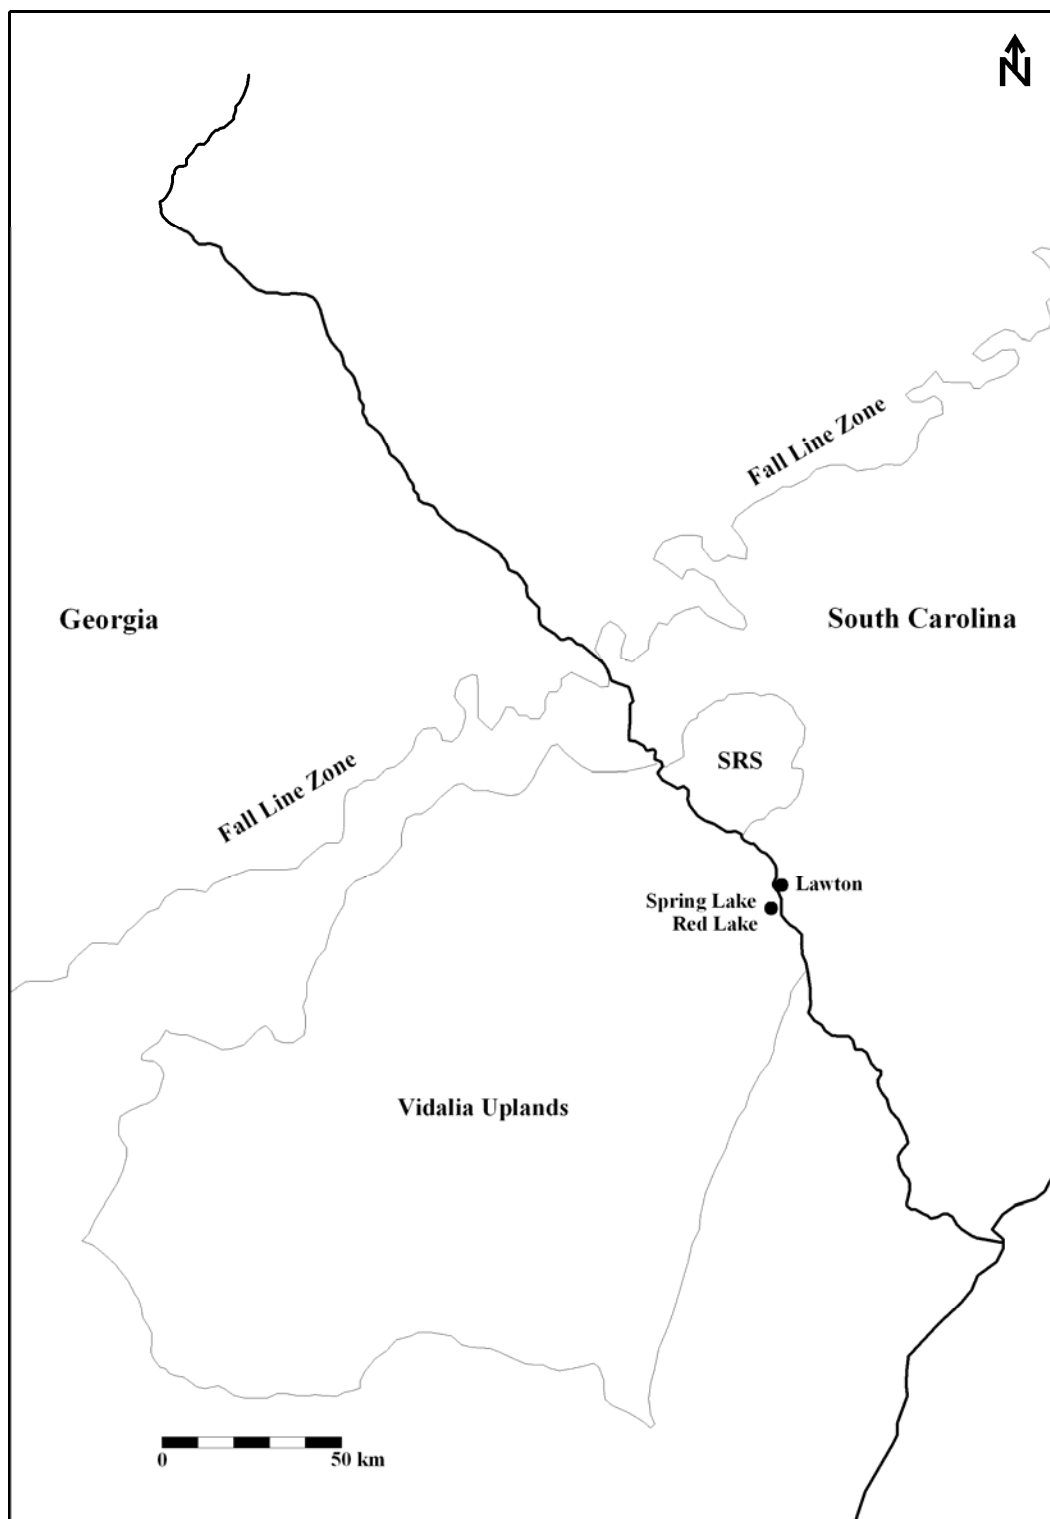 N
Fall Line Zone
Georgia
South Carolina
SRS
Fall Line Zone
Lawton
Spring Lake
Red Lake
Vidalia Uplands
0 50 km